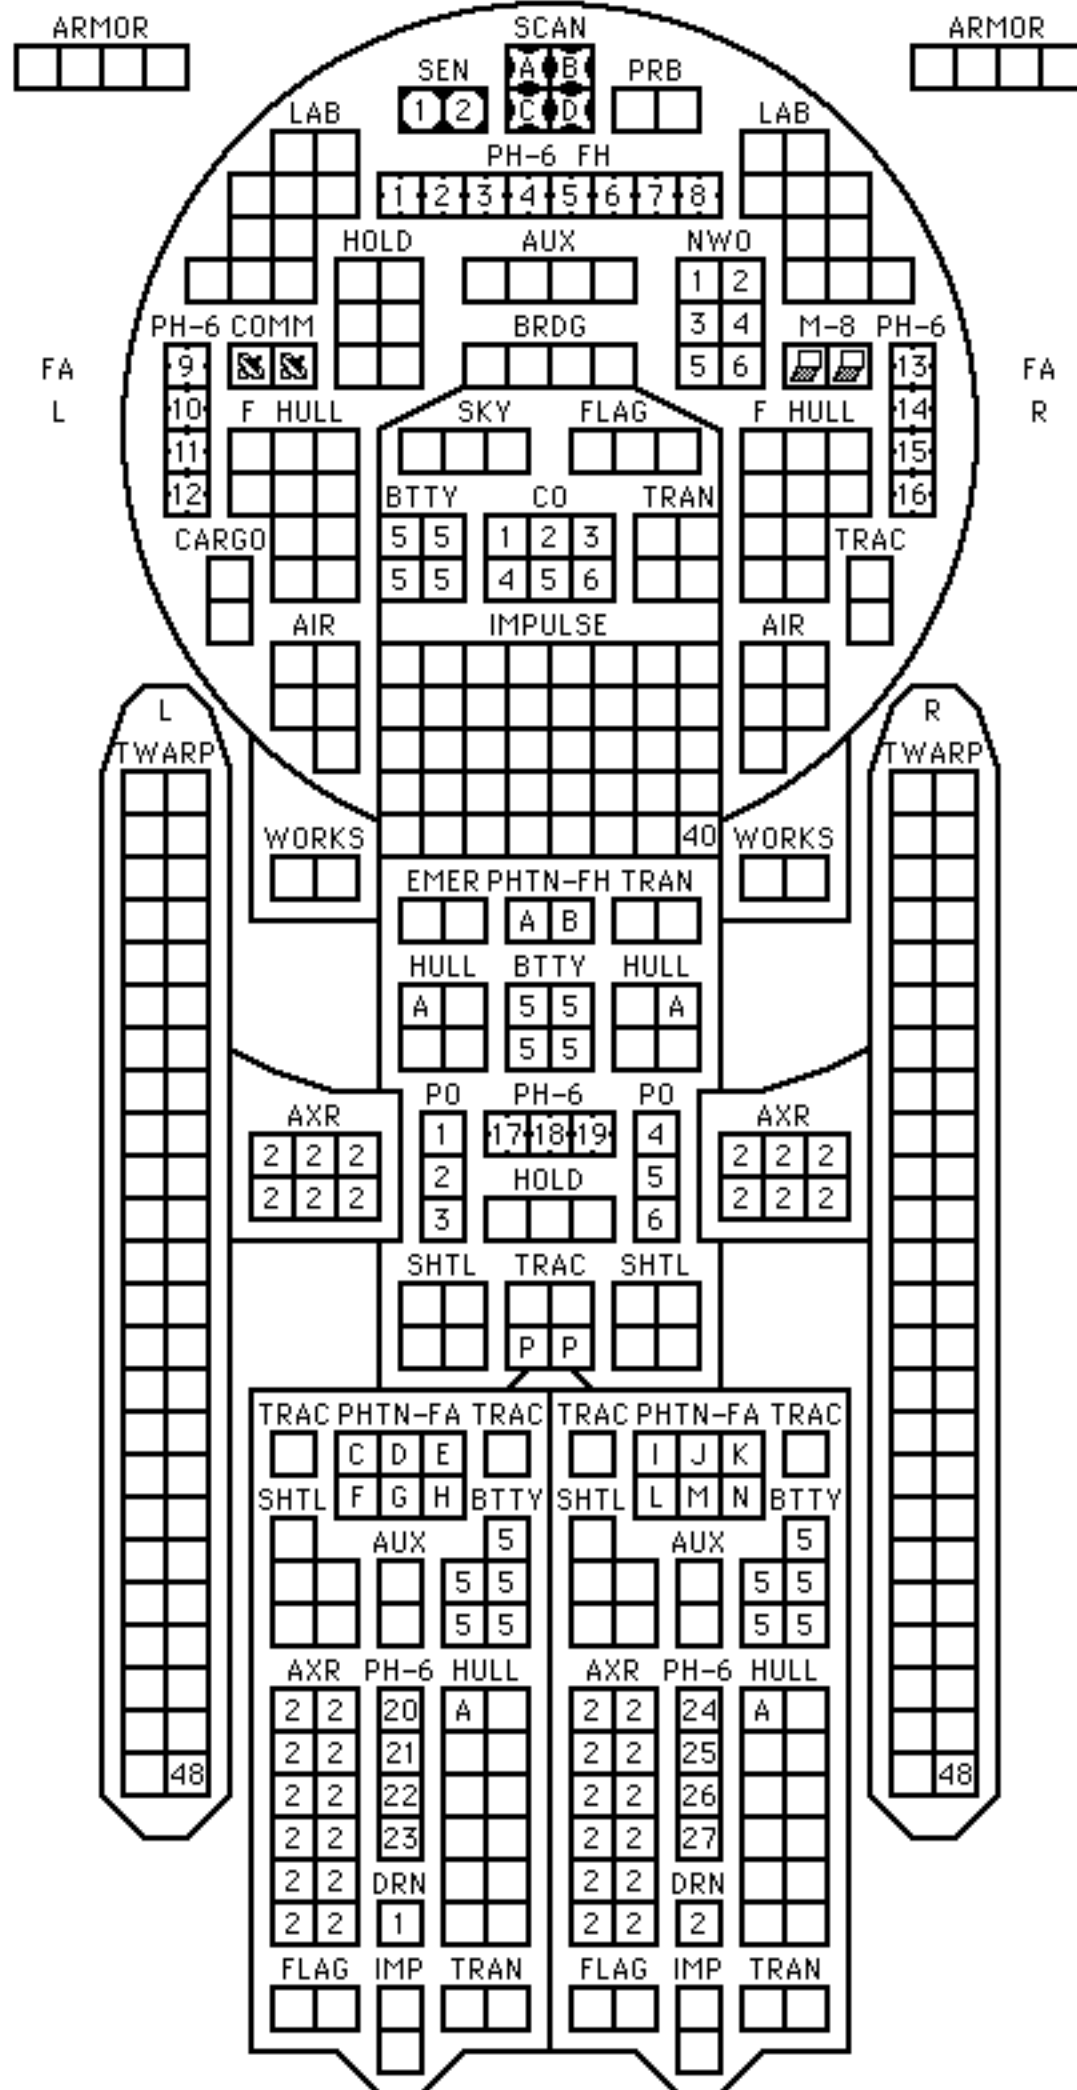 ARMOR SCAN ARMOR
SEN A B PRB
LAB 1 2 C D LAB
PH-6 FH
1 2 3 4 5 6 7 8
HOLD AUX NWO
1 2
PH-6 COMM BRDG 3 4 M-8 PH-6
FA 9 5 6 13 FA
L 10 F HULL SKY FLAG F HULL 14 R
11 15
12 BTTY CO TRAN 16
CARGO 5 5 1 2 3 TRAC
5 5 4 5 6
AIR IMPULSE AIR
L R
TWARP TWARP
WORKS 40 WORKS
EMER PHTN-FH TRAN
A B
HULL BTTY HULL
A 5 5 A
5 5
PO PH-6 PO
AXR 1 17 18 19 4 AXR
2 2 2 2 HOLD 5 2 2 2
2 2 2 3 6 2 2 2
SHTL TRAC SHTL
P P
TRAC PHTN-FA TRAC TRAC PHTN-FA TRAC
C D E I J K
SHTL F G H BTTY SHTL L M N BTTY
AUX 5 AUX 5
5 5 5 5
5 5 5 5
AXR PH-6 HULL AXR PH-6 HULL
2 2 20 A 2 2 24 A
2 2 21 2 2 25
48 2 2 22 2 2 26 48
2 2 23 2 2 27
2 2 DRN 2 2 DRN
2 2 1 2 2 2
FLAG IMP TRAN FLAG IMP TRAN